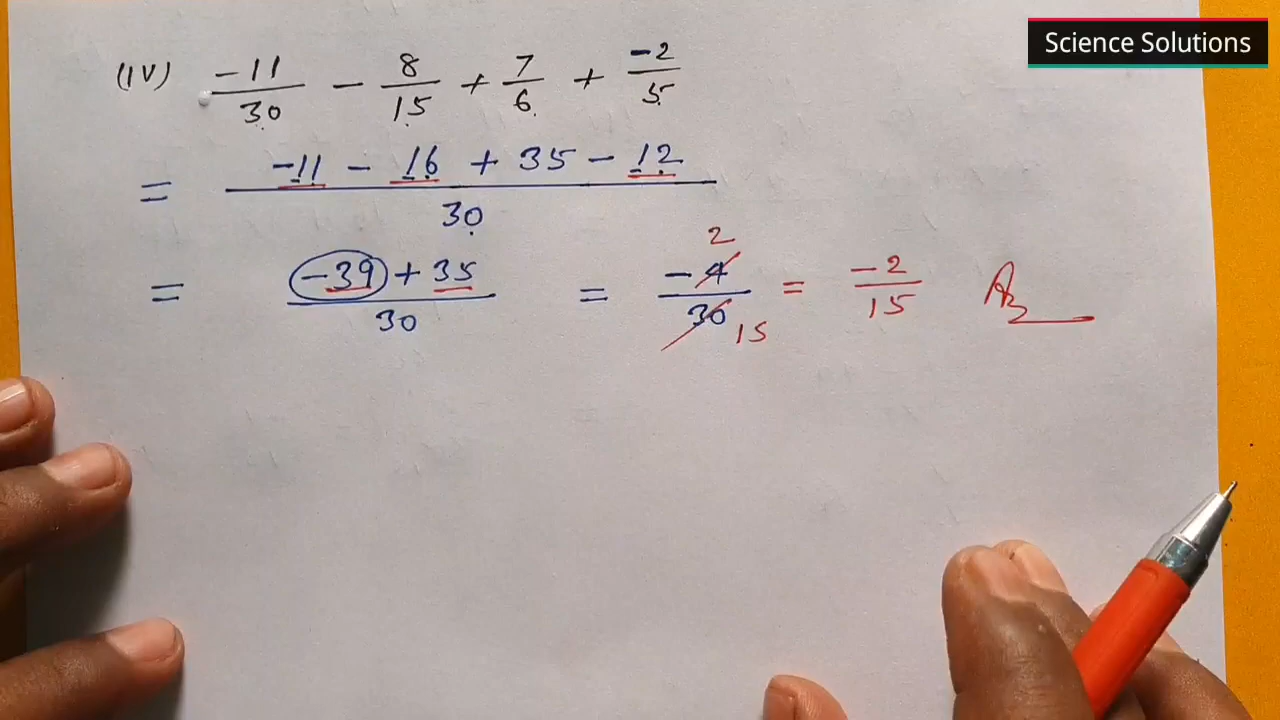 Science Solutions
(IV) -11/30 - 8/15 + 7/6 + -2/5
= -11 - 16 + 35 - 12 / 30
= -39 + 35 / 30 = -4/30 2 15 = -2/15 Ans